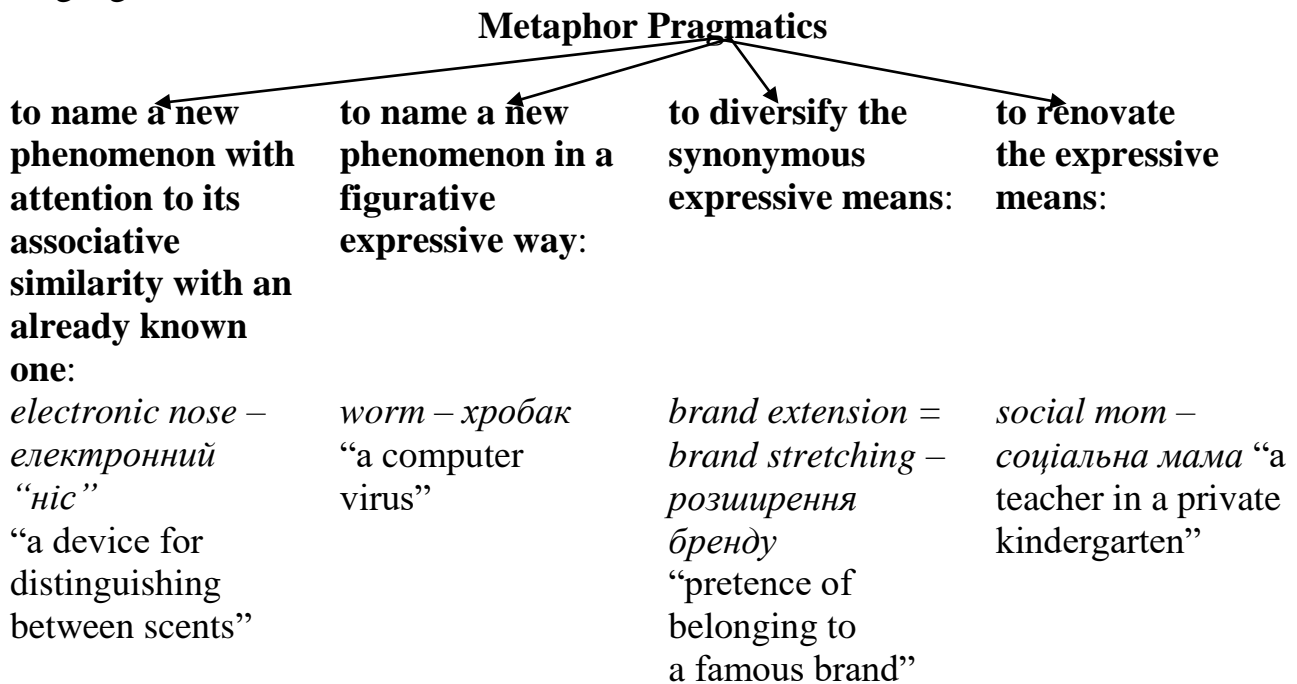 Metaphor Pragmatics
to name a new
phenomenon with
attention to its
associative
similarity with an
already known
one:
electronic nose –
електронний
“ніс”
“a device for
distinguishing
between scents”
to name a new
phenomenon in a
figurative
expressive way:
worm – хробак
“a computer
virus”
to diversify the
synonymous
expressive means:
brand extension =
brand stretching –
розширення
бренду
“pretence of
belonging to
a famous brand”
to renovate
the expressive
means:
social mom –
соціальна мама “a
teacher in a private
kindergarten”